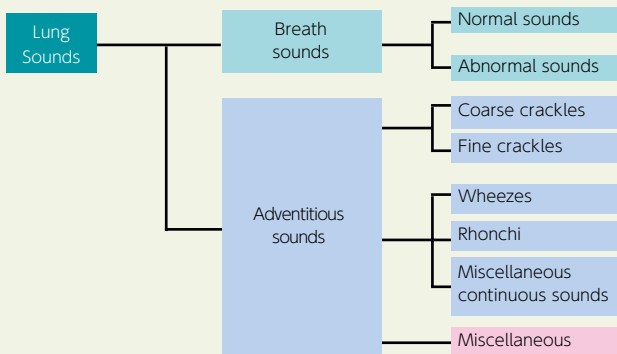 Lung
Sounds
Breath
sounds
Normal sounds
Abnormal sounds
Adventitious
sounds
Coarse crackles
Fine crackles
Wheezes
Rhonchi
Miscellaneous
continuous sounds
Miscellaneous